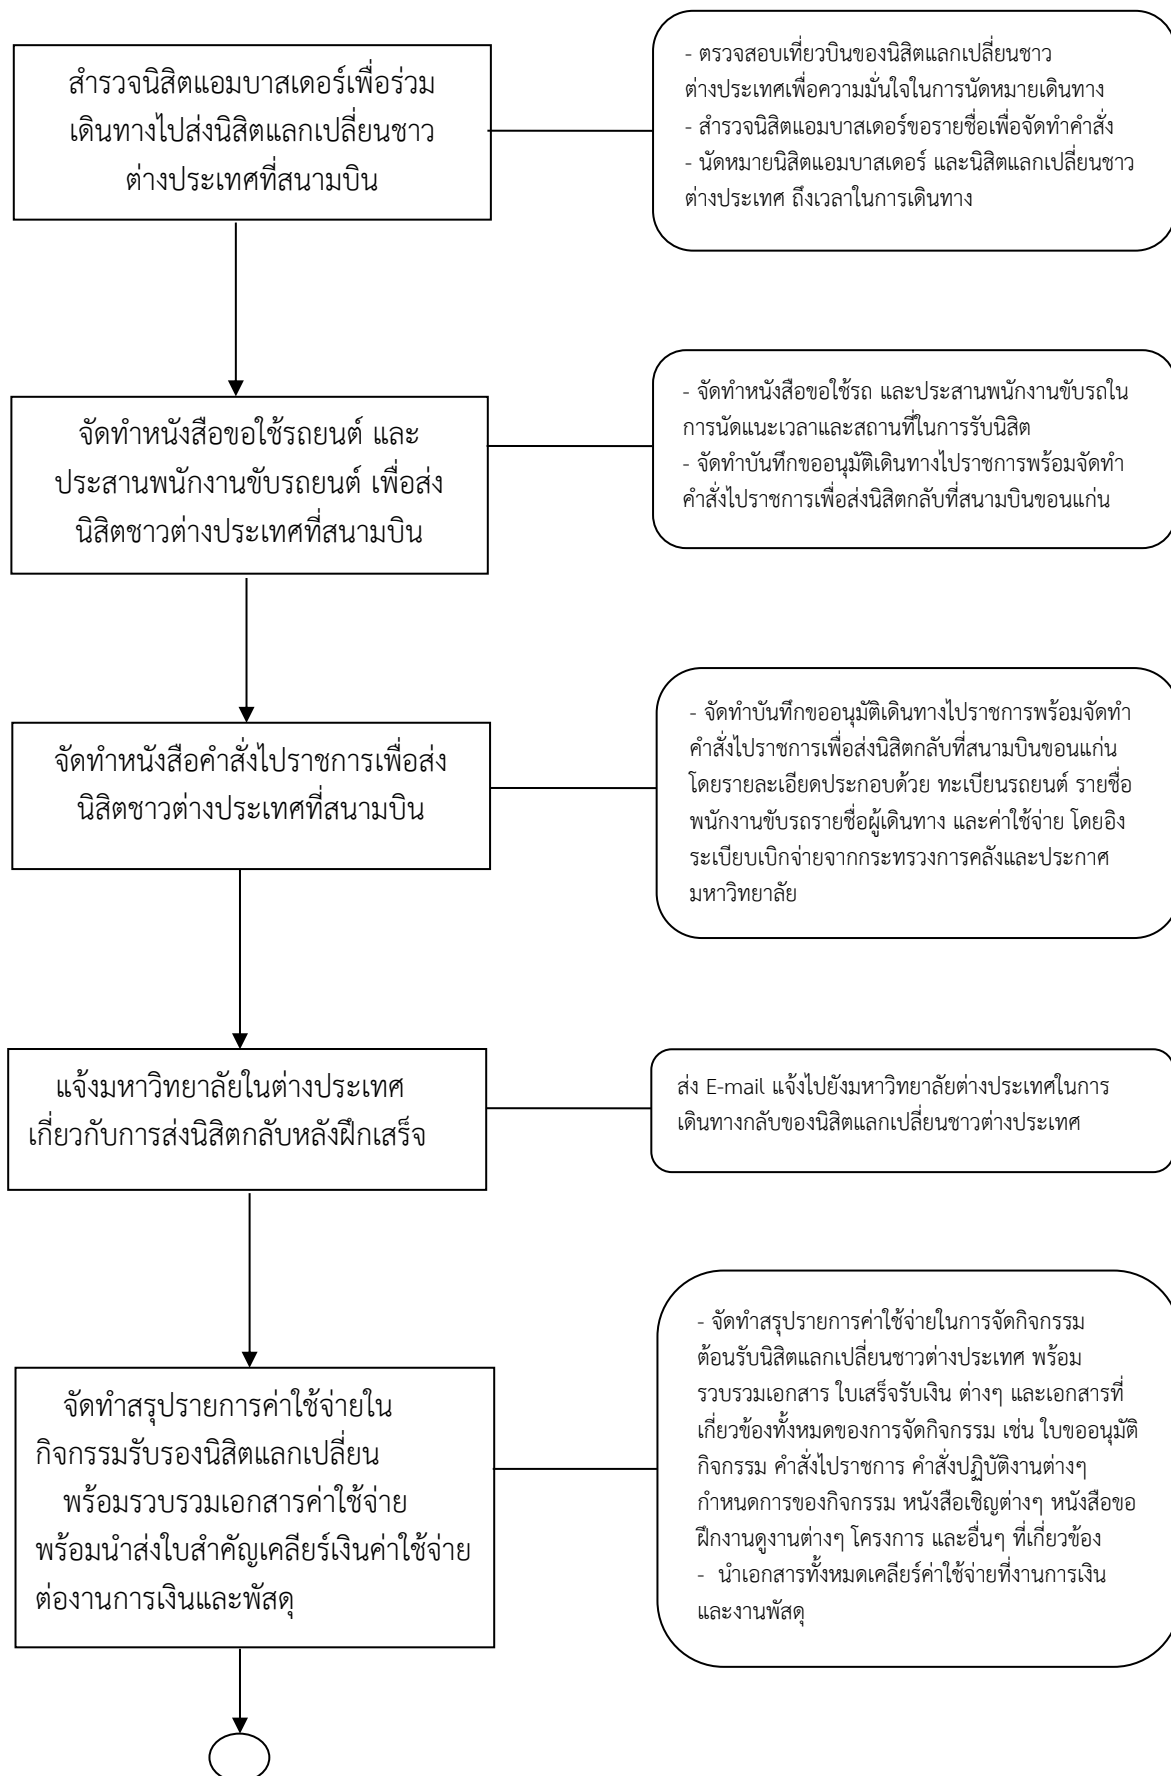 สำรวจนิสิตแอมบาสเดอร์เพื่อร่วม
เดินทางไปส่งนิสิตแลกเปลี่ยนชาว
ต่างประเทศที่สนามบิน
- ตรวจสอบเที่ยวบินของนิสิตแลกเปลี่ยนชาว
ต่างประเทศเพื่อความมั่นใจในการนัดหมายเดินทาง
- สำรวจนิสิตแอมบาสเดอร์ขอรายชื่อเพื่อจัดทำคำสั่ง
- นัดหมายนิสิตแอมบาสเดอร์ และนิสิตแลกเปลี่ยนชาว
ต่างประเทศ ถึงเวลาในการเดินทาง
จัดทำหนังสือขอใช้รถยนต์ และ
ประสานพนักงานขับรถยนต์ เพื่อส่ง
นิสิตชาวต่างประเทศที่สนามบิน
- จัดทำหนังสือขอใช้รถ และประสานพนักงานขับรถใน
การนัดแนะเวลาและสถานที่ในการรับนิสิต
- จัดทำบันทึกขออนุมัติเดินทางไปราชการพร้อมจัดทำ
คำสั่งไปราชการเพื่อส่งนิสิตกลับที่สนามบินขอนแก่น
จัดทำหนังสือคำสั่งไปราชการเพื่อส่ง
นิสิตชาวต่างประเทศที่สนามบิน
- จัดทำบันทึกขออนุมัติเดินทางไปราชการพร้อมจัดทำ
คำสั่งไปราชการเพื่อส่งนิสิตกลับที่สนามบินขอนแก่น
โดยรายละเอียดประกอบด้วย ทะเบียนรถยนต์ รายชื่อ
พนักงานขับรถรายชื่อผู้เดินทาง และค่าใช้จ่าย โดยอิง
ระเบียบเบิกจ่ายจากกระทรวงการคลังและประกาศ
มหาวิทยาลัย
แจ้งมหาวิทยาลัยในต่างประเทศ
เกี่ยวกับการส่งนิสิตกลับหลังฝึกเสร็จ
ส่ง E-mail แจ้งไปยังมหาวิทยาลัยต่างประเทศในการ
เดินทางกลับของนิสิตแลกเปลี่ยนชาวต่างประเทศ
จัดทำสรุปรายการค่าใช้จ่ายใน
กิจกรรมรับรองนิสิตแลกเปลี่ยน
พร้อมรวบรวมเอกสารค่าใช้จ่าย
พร้อมนำส่งใบสำคัญเคลียร์เงินค่าใช้จ่าย
ต่องานการเงินและพัสดุ
- จัดทำสรุปรายการค่าใช้จ่ายในการจัดกิจกรรม
ต้อนรับนิสิตแลกเปลี่ยนชาวต่างประเทศ พร้อม
รวบรวมเอกสาร ใบเสร็จรับเงิน ต่างๆ และเอกสารที่
เกี่ยวข้องทั้งหมดของการจัดกิจกรรม เช่น ใบขออนุมัติ
กิจกรรม คำสั่งไปราชการ คำสั่งปฏิบัติงานต่างๆ
กำหนดการของกิจกรรม หนังสือเชิญต่างๆ หนังสือขอ
ฝึกงานดูงานต่างๆ โครงการ และอื่นๆ ที่เกี่ยวข้อง
- นำเอกสารทั้งหมดเคลียร์ค่าใช้จ่ายที่งานการเงิน
และงานพัสดุ